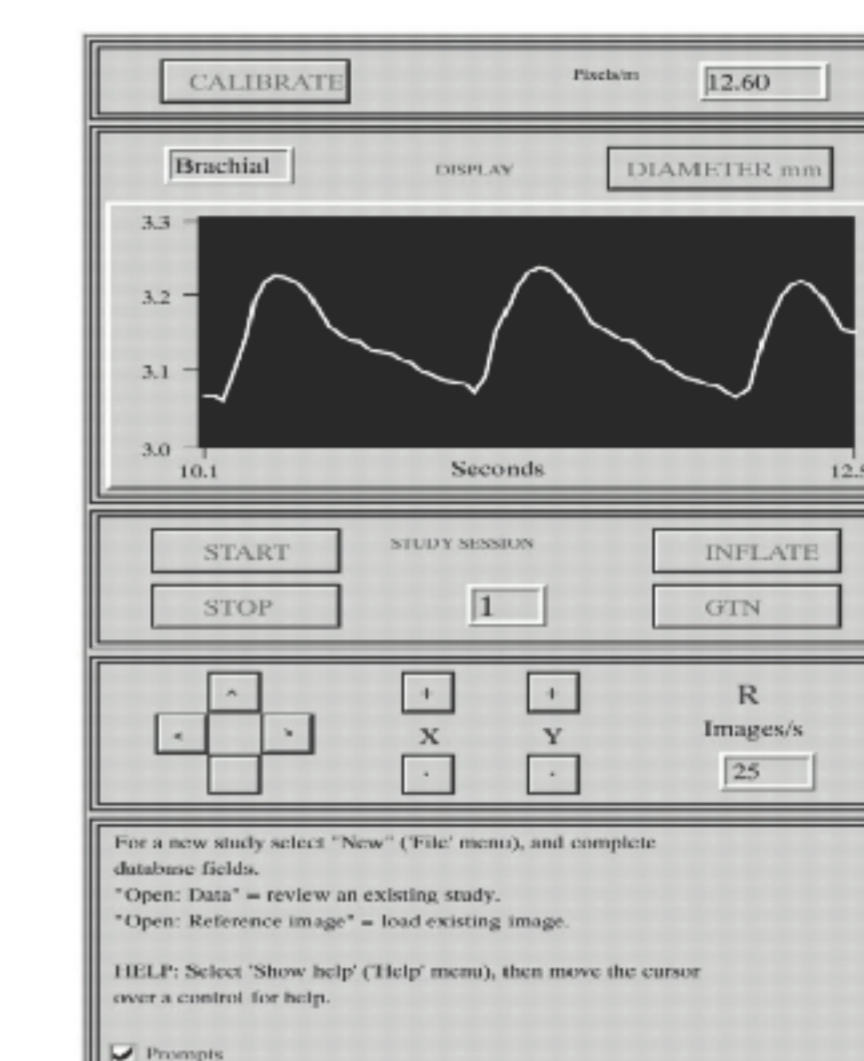 CALIBRATE Pixels/m 12.60
Brachial DISPLAY DIAMETER mm
3.3
3.2
3.1
3.0
10.1 Seconds 12.5
START STUDY SESSION INFLATE
STOP 1 GTN
^ + + R
< X Y Images/s
25
For a new study select "New" ('File' menu), and complete
database fields.
"Open: Data" = review an existing study.
"Open: Reference image" = load existing image.
HELP: Select 'Show help' ('Help' menu), then move the cursor
over a control for help.
Prompts